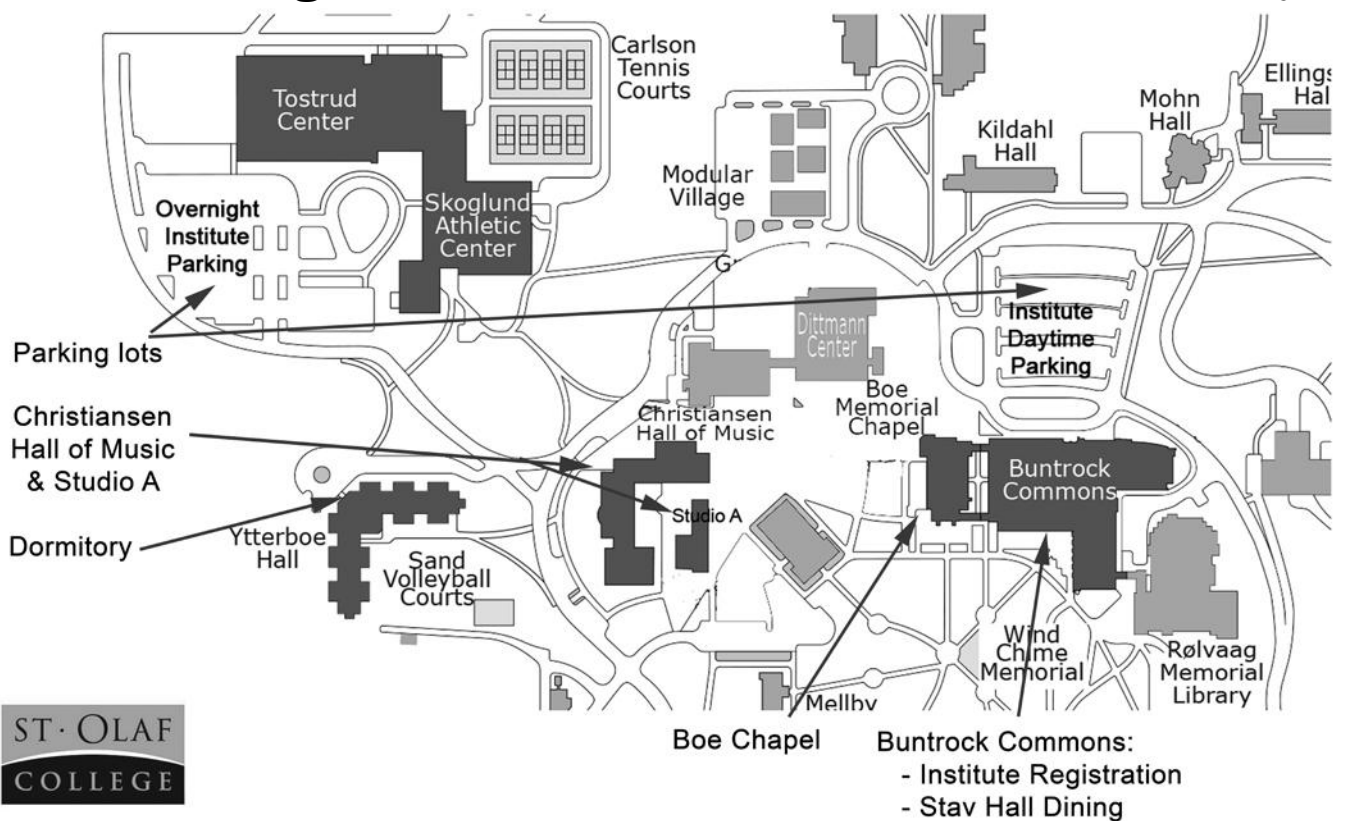 Carlson
Tennis
Courts
Tostrud
Center
Ellings
Hal
Mohn
Hall
Kildahl
Hall
Modular
Village
Overnight
Institute
Parking
Skoglund
Athletic
Center
G
Institute
Daytime
Parking
Dittmann
Center
Parking lots
Boe
Memorial
Chapel
Christiansen
Hall of Music
Christiansen
Hall of Music
& Studio A
Buntrock
Commons
Studio A
Dormitory
Ytterboe
Hall
Sand
Volleyball
Courts
Wind
Chime
Memorial
Rølvaag
Memorial
Library
Mellby
ST·OLAF
COLLEGE
Boe Chapel
Buntrock Commons:
- Institute Registration
- Stav Hall Dining